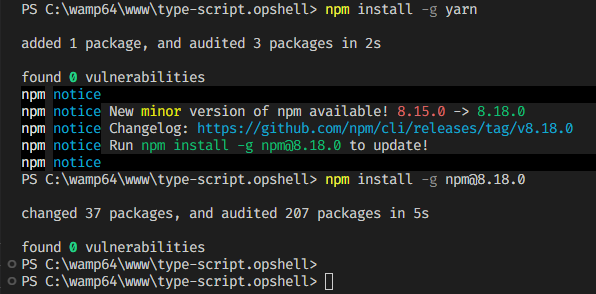 PS C:\wamp64\www\type-script.opshell> npm install -g yarn
added 1 package, and audited 3 packages in 2s
found 0 vulnerabilities
npm notice
npm notice New minor version of npm available! 8.15.0 -> 8.18.0
npm notice Changelog: https://github.com/npm/cli/releases/tag/v8.18.0
npm notice Run npm install -g npm@8.18.0 to update!
npm notice
PS C:\wamp64\www\type-script.opshell> npm install -g npm@8.18.0
changed 37 packages, and audited 207 packages in 5s
found 0 vulnerabilities
PS C:\wamp64\www\type-script.opshell>
PS C:\wamp64\www\type-script.opshell>